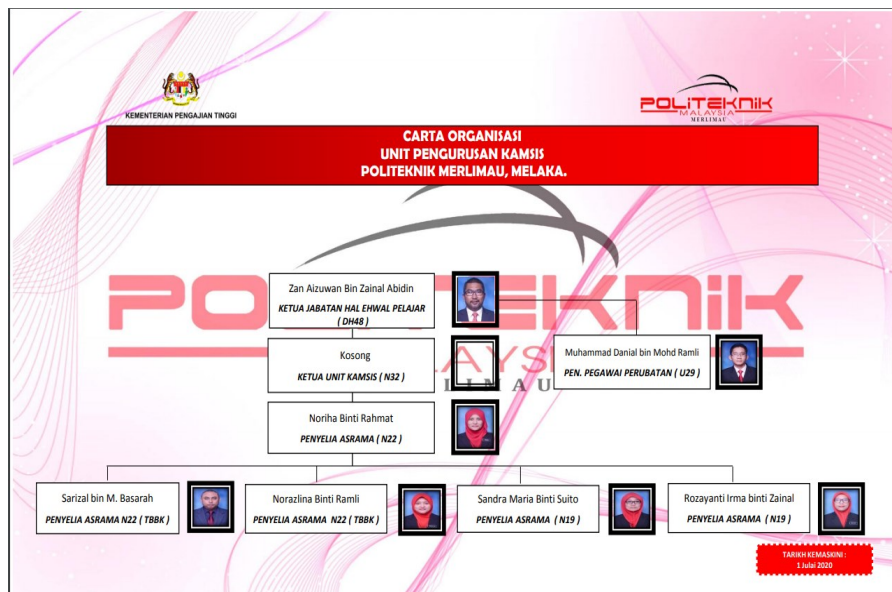 KEMENTERIAN PENGAJIAN TINGGI
POLITEKNIK
MALAYSIA
MERLIMAU
CARTA ORGANISASI
UNIT PENGURUSAN KAMSIS
POLITEKNIK MERLIMAU, MELAKA.
Zan Aizuwan Bin Zainal Abidin
KETUA JABATAN HAL EHWAL PELAJAR
( DH48 )
Muhammad Danial bin Mohd Ramli
PEN. PEGAWAI PERUBATAN ( U29 )
Kosong
KETUA UNIT KAMSIS ( N32 )
Noriha Binti Rahmat
PENYELIA ASRAMA ( N22 )
Sarizal bin M. Basarah
PENYELIA ASRAMA N22 ( TBBK )
Norazlina Binti Ramli
PENYELIA ASRAMA N22 ( TBBK )
Sandra Maria Binti Suito
PENYELIA ASRAMA ( N19 )
Rozayanti Irma binti Zainal
PENYELIA ASRAMA ( N19 )
TARIKH KEMASKINI :
1 Julai 2020